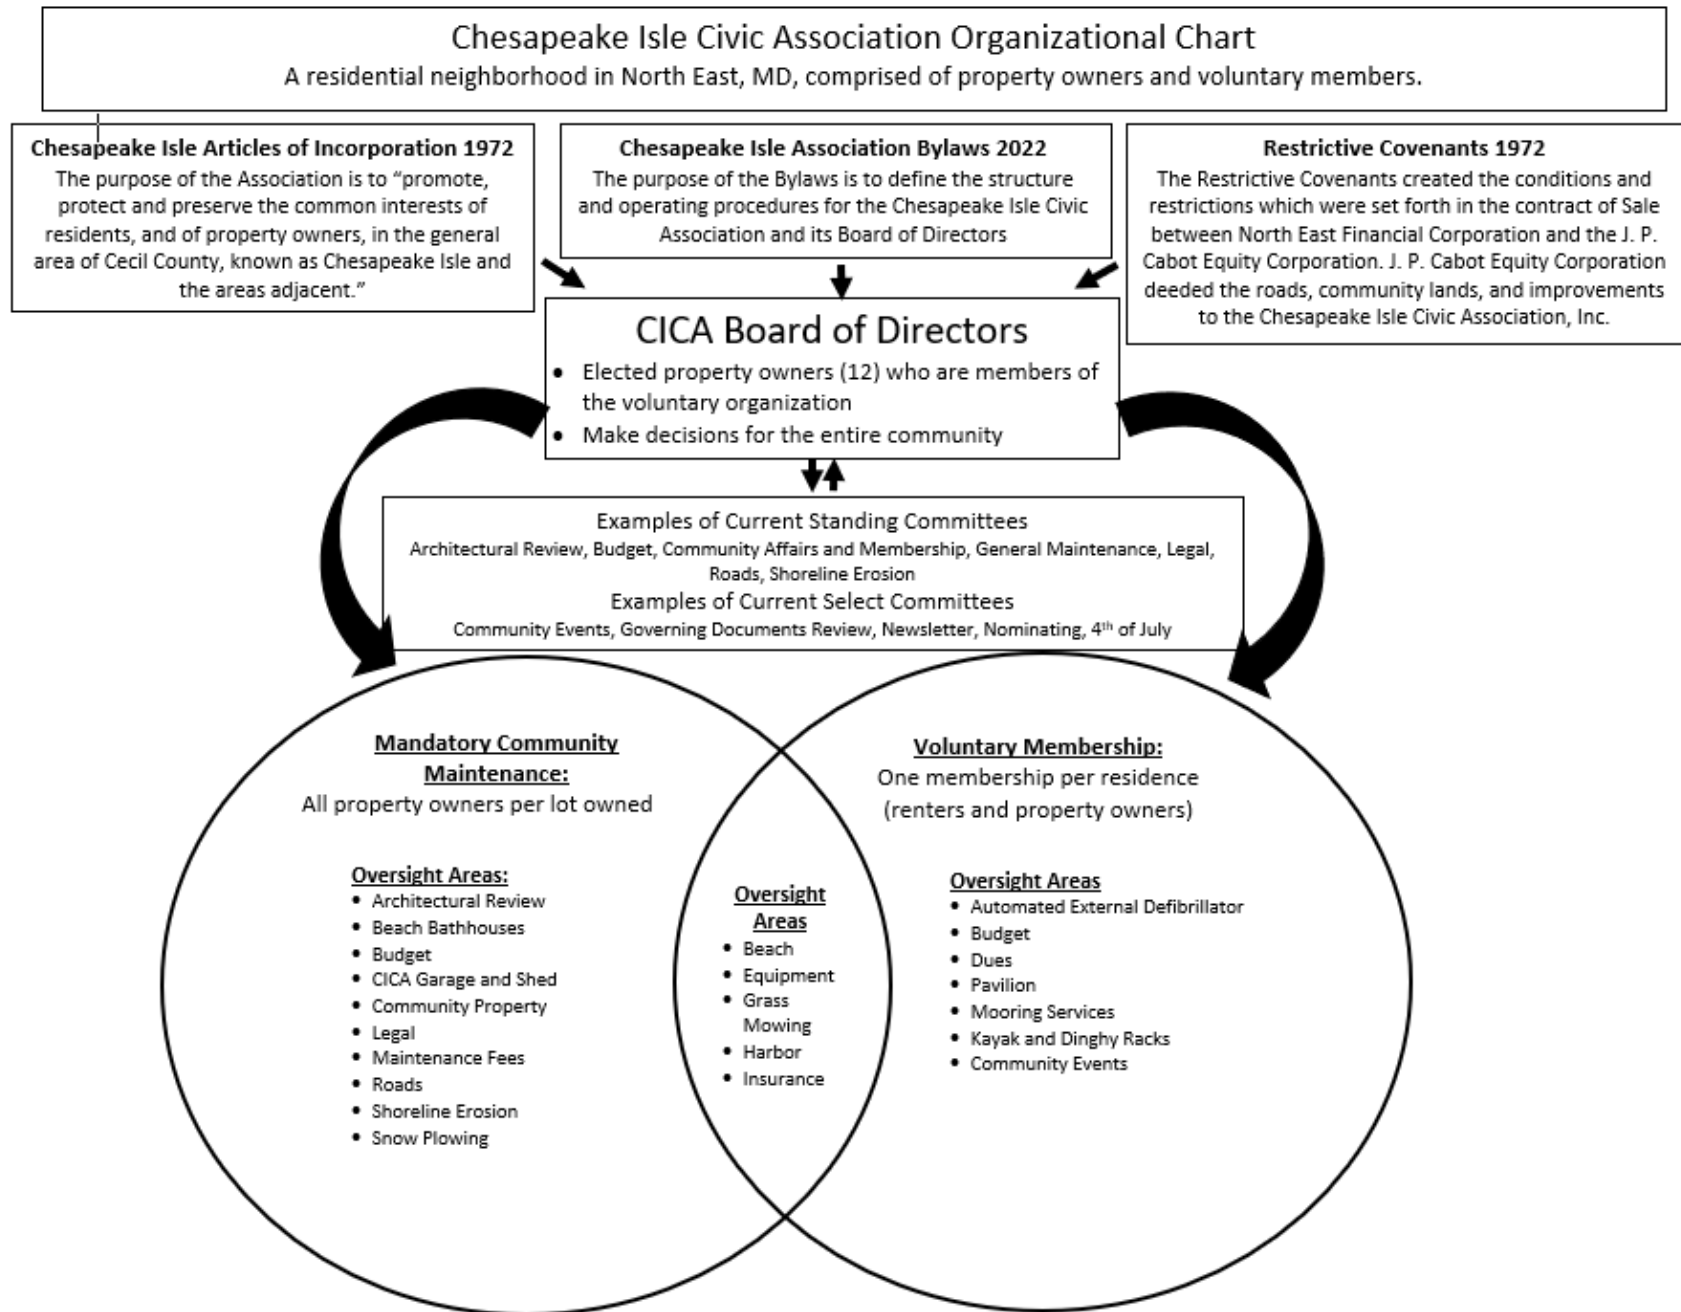 Chesapeake Isle Civic Association Organizational Chart
A residential neighborhood in North East, MD, comprised of property owners and voluntary members.
Chesapeake Isle Articles of Incorporation 1972
The purpose of the Association is to “promote,
protect and preserve the common interests of
residents, and of property owners, in the general
area of Cecil County, known as Chesapeake Isle and
the areas adjacent.”
Chesapeake Isle Association Bylaws 2022
The purpose of the Bylaws is to define the structure
and operating procedures for the Chesapeake Isle Civic
Association and its Board of Directors
Restrictive Covenants 1972
The Restrictive Covenants created the conditions and
restrictions which were set forth in the contract of Sale
between North East Financial Corporation and the J. P.
Cabot Equity Corporation. J. P. Cabot Equity Corporation
deeded the roads, community lands, and improvements
to the Chesapeake Isle Civic Association, Inc.
CICA Board of Directors
• Elected property owners (12) who are members of
the voluntary organization
• Make decisions for the entire community
Examples of Current Standing Committees
Architectural Review, Budget, Community Affairs and Membership, General Maintenance, Legal,
Roads, Shoreline Erosion
Examples of Current Select Committees
Community Events, Governing Documents Review, Newsletter, Nominating, 4th of July
Mandatory Community
Maintenance:
All property owners per lot owned
Oversight Areas:
• Architectural Review
• Beach Bathhouses
• Budget
• CICA Garage and Shed
• Community Property
• Legal
• Maintenance Fees
• Roads
• Shoreline Erosion
• Snow Plowing
Oversight
Areas
• Beach
• Equipment
• Grass
Mowing
• Harbor
• Insurance
Voluntary Membership:
One membership per residence
(renters and property owners)
Oversight Areas
• Automated External Defibrillator
• Budget
• Dues
• Pavilion
• Mooring Services
• Kayak and Dinghy Racks
• Community Events